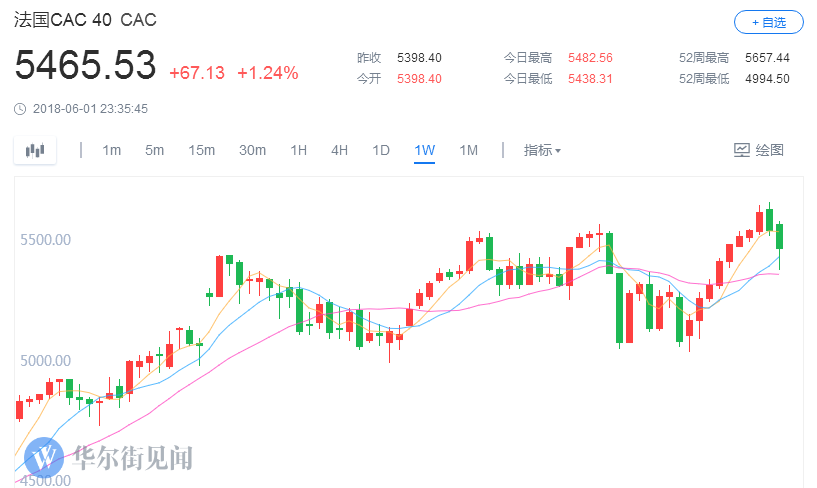 法国CAC 40 CAC
+ 自选
5465.53 +67.13 +1.24%
昨收 5398.40 今日最高 5482.56 52周最高 5657.44
今开 5398.40 今日最低 5438.31 52周最低 4994.50
2018-06-01 23:35:45
1m 5m 15m 30m 1H 4H 1D 1W 1M 指标 绘图
5500.00
5000.00
华尔街见闻
4500.00